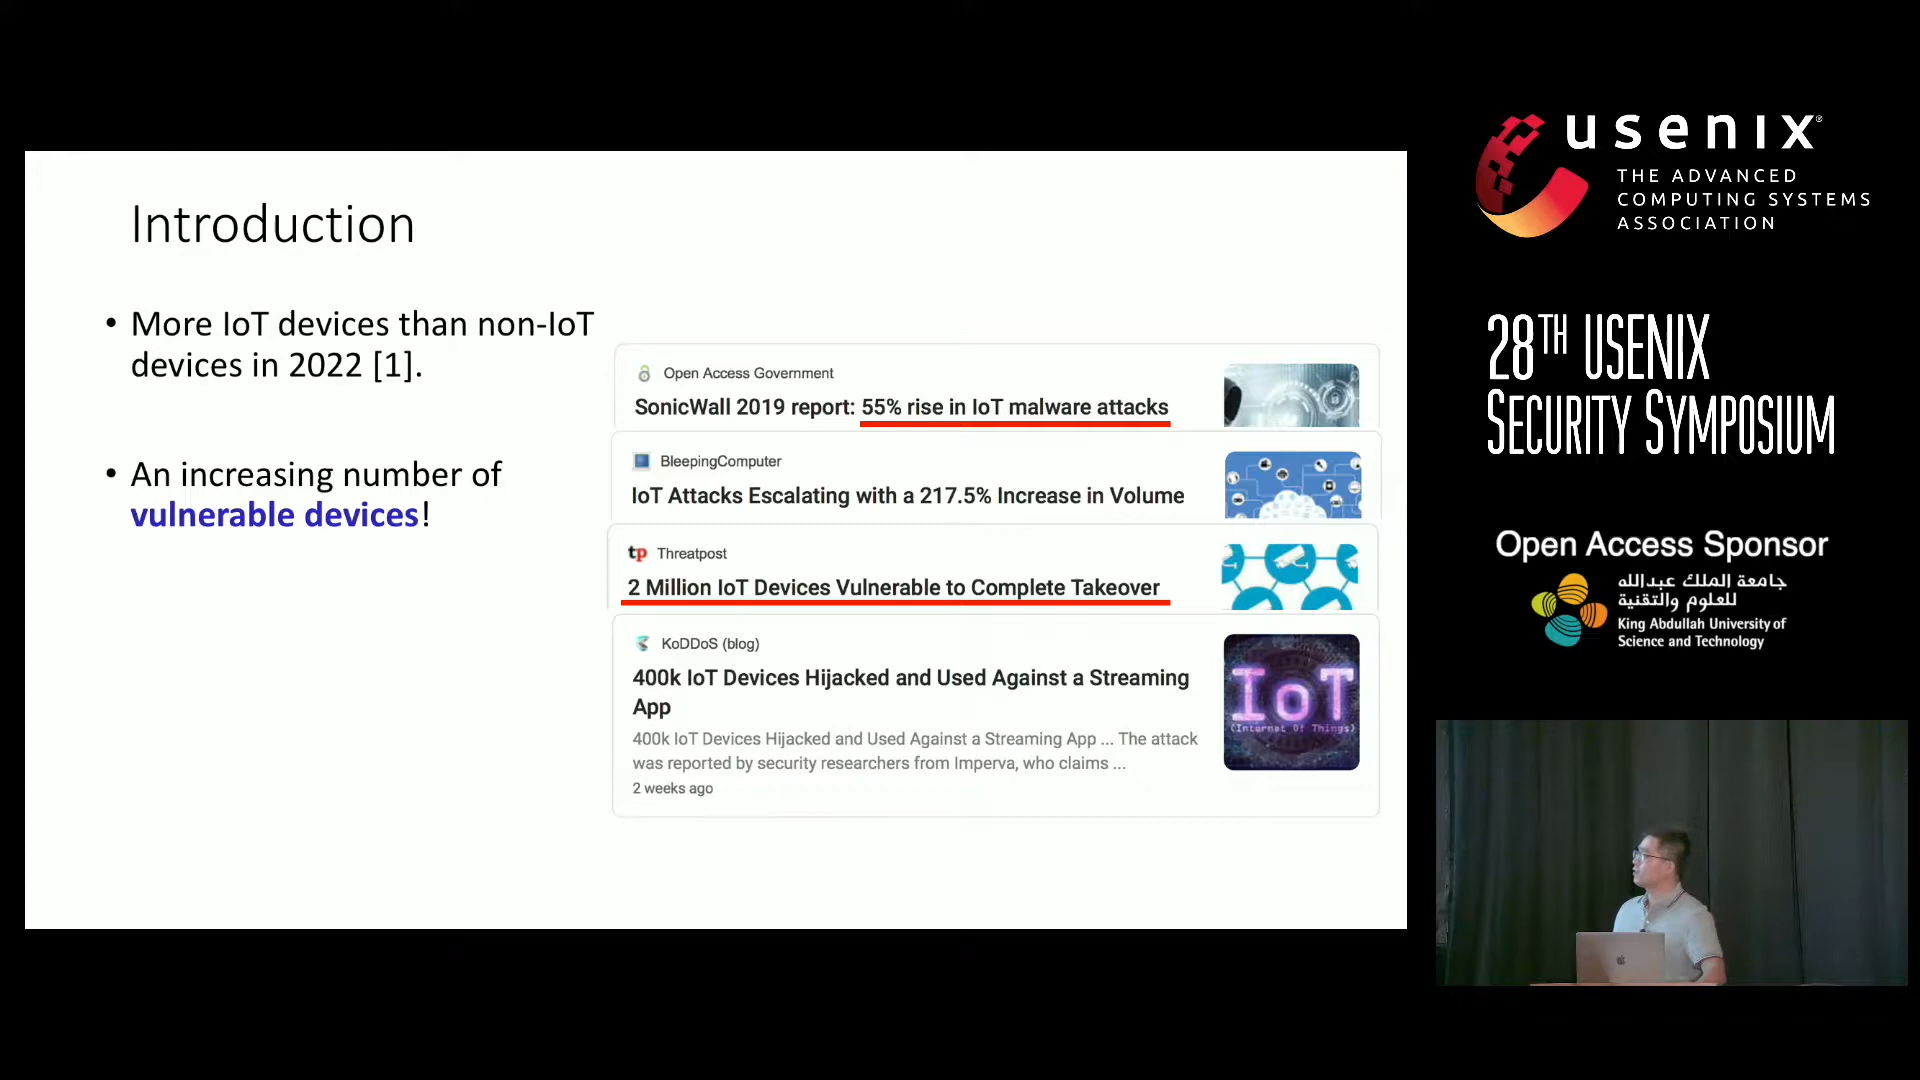 Introduction
• More IoT devices than non-IoT
devices in 2022 [1].
• An increasing number of
vulnerable devices!
Open Access Government
SonicWall 2019 report: 55% rise in IoT malware attacks
BleepingComputer
IoT Attacks Escalating with a 217.5% Increase in Volume
tp Threatpost
2 Million IoT Devices Vulnerable to Complete Takeover
KoDDoS (blog)
400k IoT Devices Hijacked and Used Against a Streaming
App
400k IoT Devices Hijacked and Used Against a Streaming App ... The attack
was reported by security researchers from Imperva, who claims ...
2 weeks ago
IoT
(Internet Of Things)
usenix®
THE ADVANCED
COMPUTING SYSTEMS
ASSOCIATION
28TH USENIX
SECURITY SYMPOSIUM
Open Access Sponsor
جامعة الملك عبدالله
للعلوم والتقنية
King Abdullah University of
Science and Technology